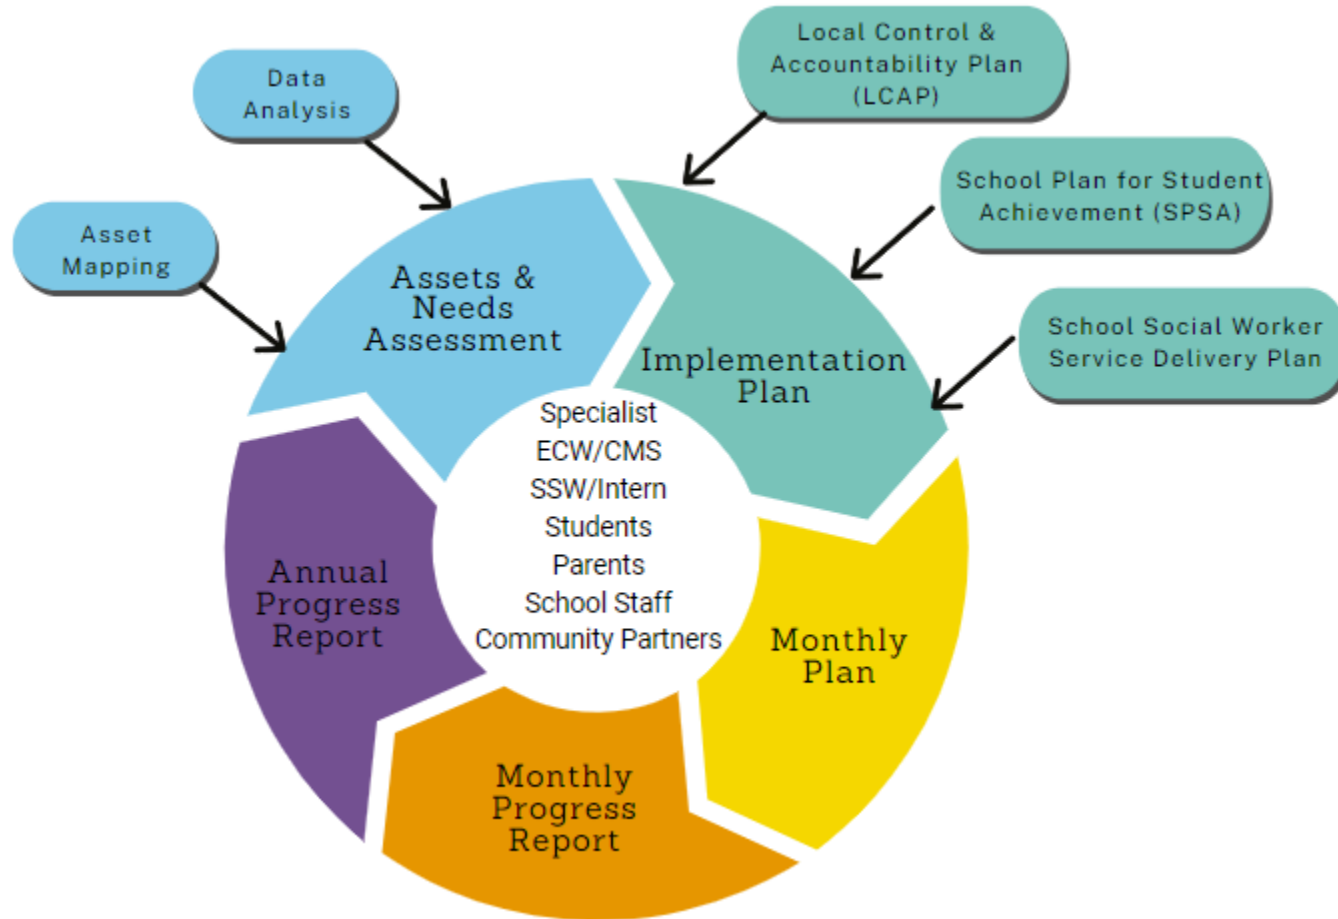 Data
Analysis
Asset
Mapping
Local Control &
Accountability Plan
(LCAP)
School Plan for Student
Achievement (SPSA)
School Social Worker
Service Delivery Plan
Assets &
Needs
Assessment
Implementation
Plan
Monthly
Plan
Monthly
Progress
Report
Annual
Progress
Report
Specialist
ECW/CMS
SSW/Intern
Students
Parents
School Staff
Community Partners